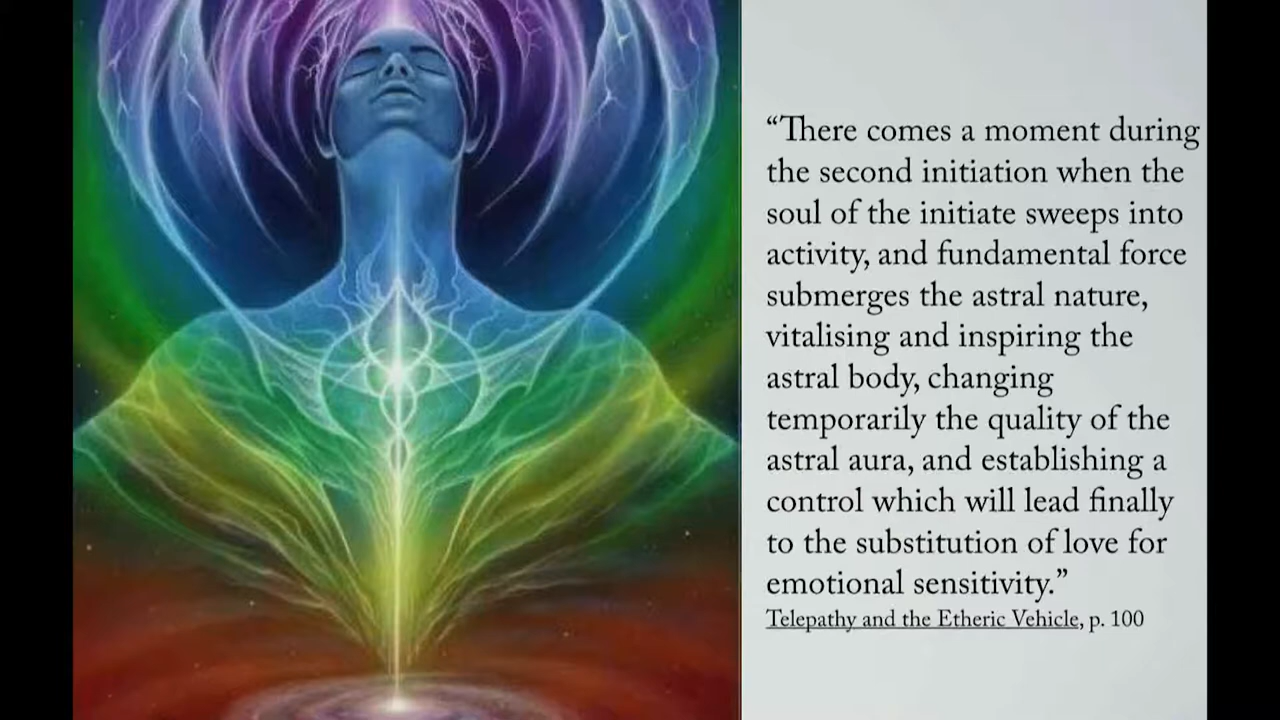 “There comes a moment during
the second initiation when the
soul of the initiate sweeps into
activity, and fundamental force
submerges the astral nature,
vitalising and inspiring the
astral body, changing
temporarily the quality of the
astral aura, and establishing a
control which will lead finally
to the substitution of love for
emotional sensitivity.”
Telepathy and the Etheric Vehicle, p. 100